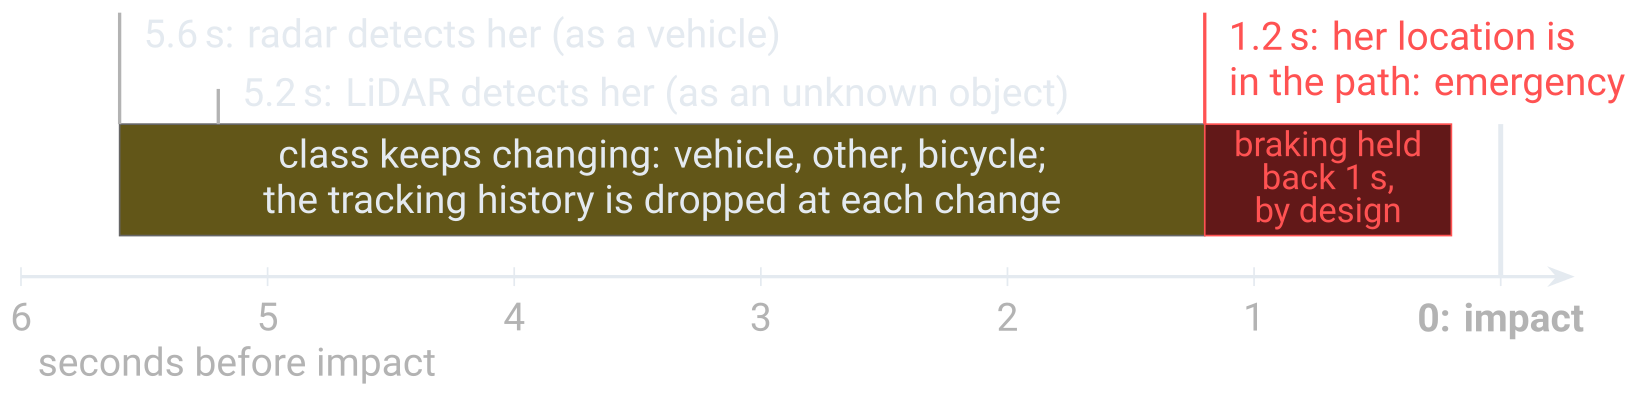 5.6 s: radar detects her (as a vehicle)
5.2 s: LiDAR detects her (as an unknown object)
1.2 s: her location is
in the path: emergency
class keeps changing: vehicle, other, bicycle;
the tracking history is dropped at each change
braking held
back 1 s,
by design
6 5 4 3 2 1 0: impact
seconds before impact